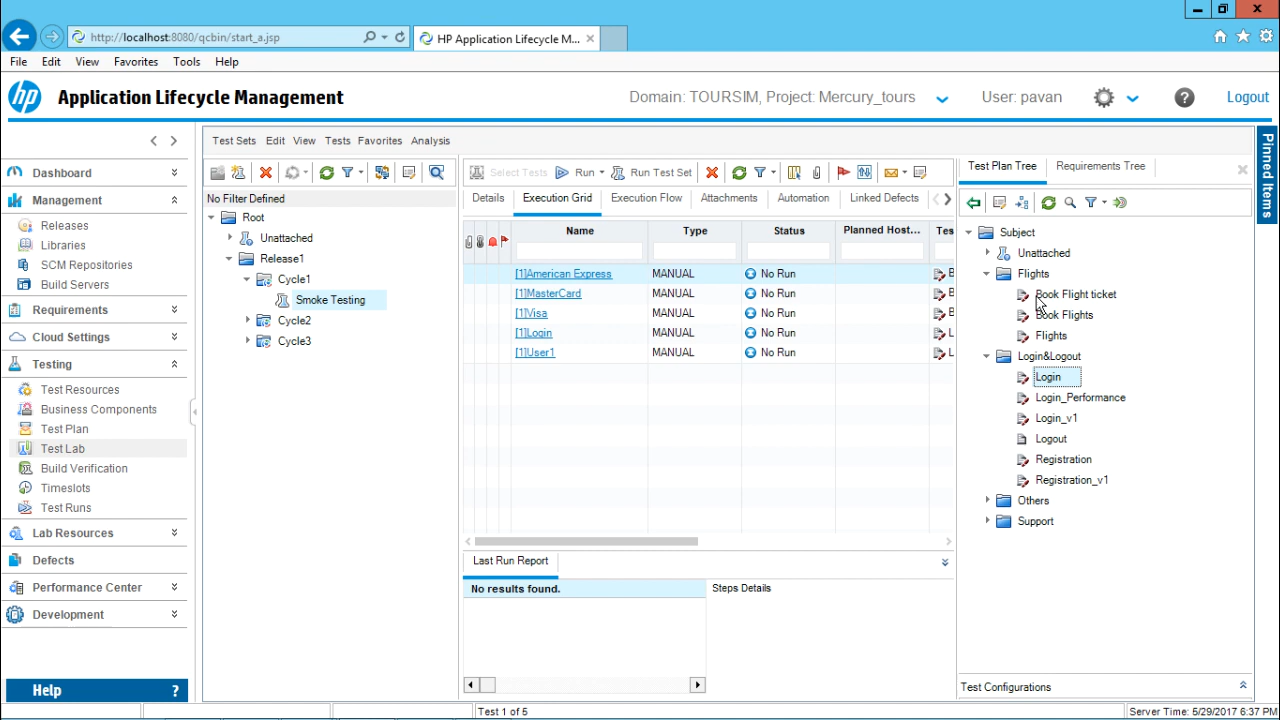 http://localhost:8080/qcbin/start_a.jsp
HP Application Lifecycle M...
File Edit View Favorites Tools Help
hp Application Lifecycle Management
Domain: TOURSIM, Project: Mercury_tours
User: pavan
Logout
Dashboard
Management
Releases
Libraries
SCM Repositories
Build Servers
Requirements
Cloud Settings
Testing
Test Resources
Business Components
Test Plan
Test Lab
Build Verification
Timeslots
Test Runs
Lab Resources
Defects
Performance Center
Development
Help ?
Test Sets Edit View Tests Favorites Analysis
No Filter Defined
Root
Unattached
Release1
Cycle1
Smoke Testing
Cycle2
Cycle3
Select Tests Run Run Test Set
Details Execution Grid Execution Flow Attachments Automation Linked Defects
Name Type Status Planned Host... Tes
[1]American Express MANUAL No Run B
[1]MasterCard MANUAL No Run B
[1]Visa MANUAL No Run B
[1]Login MANUAL No Run L
[1]User1 MANUAL No Run L
Last Run Report
No results found.
Steps Details
Test Plan Tree Requirements Tree
Subject
Unattached
Flights
Book Flight ticket
Book Flights
Flights
Login&Logout
Login
Login_Performance
Login_v1
Logout
Registration
Registration_v1
Others
Support
Test Configurations
Pinned Items
Test 1 of 5
Server Time: 5/29/2017 6:37 PM